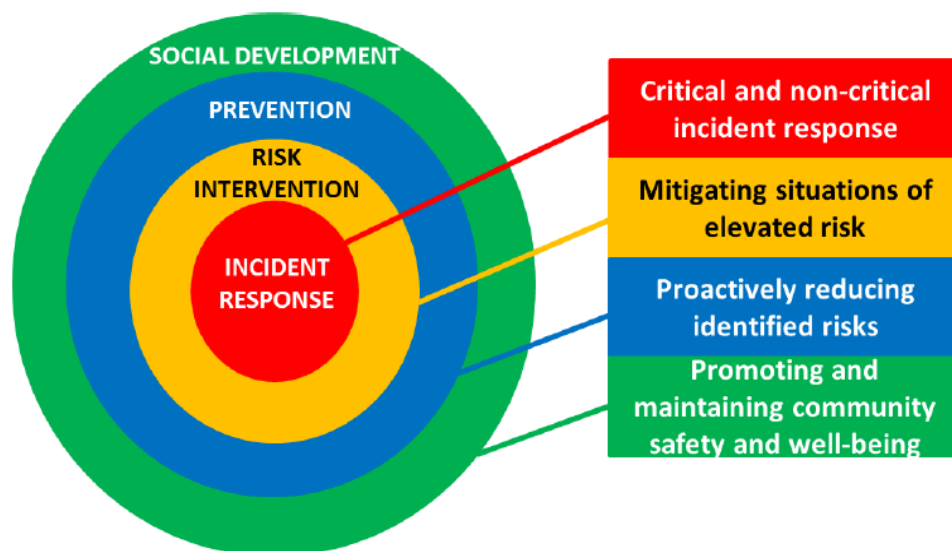 SOCIAL DEVELOPMENT
PREVENTION
RISK
INTERVENTION
INCIDENT
RESPONSE
Critical and non-critical
incident response
Mitigating situations of
elevated risk
Proactively reducing
identified risks
Promoting and
maintaining community
safety and well-being